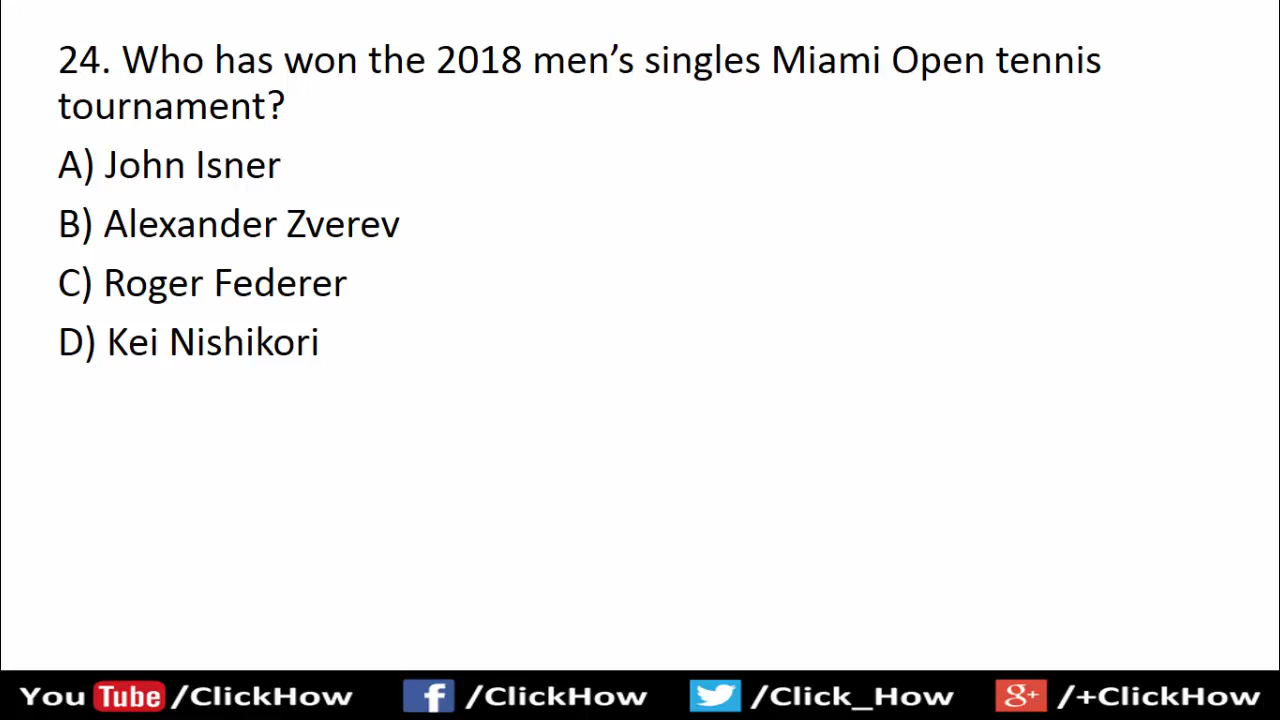 24. Who has won the 2018 men’s singles Miami Open tennis
tournament?
A) John Isner
B) Alexander Zverev
C) Roger Federer
D) Kei Nishikori
You Tube /ClickHow f /ClickHow /Click_How g+ /+ClickHow